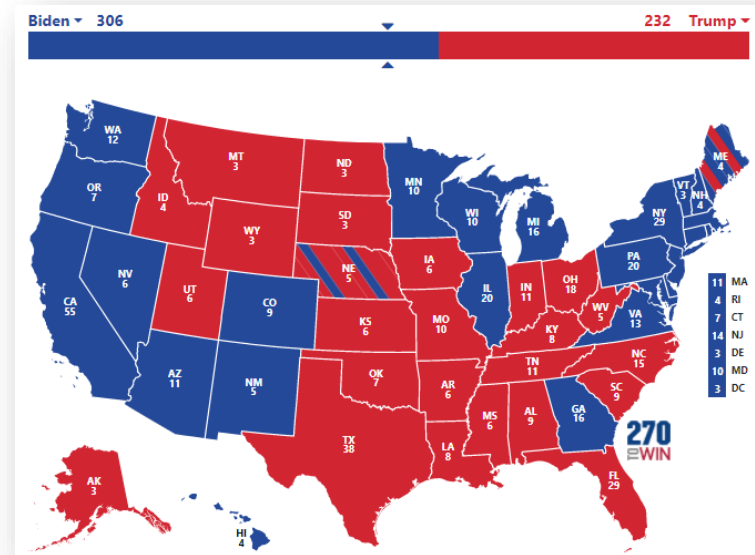 Biden 306
232 Trump
WA
12
OR
7
CA
55
NV
6
ID
4
MT
3
WY
3
UT
6
AZ
11
CO
9
NM
5
ND
3
SD
3
NE
5
KS
6
OK
7
TX
38
MN
10
IA
6
MO
10
AR
6
LA
8
WI
10
IL
20
MI
16
IN
11
OH
18
KY
8
TN
11
MS
6
AL
9
GA
16
FL
29
SC
9
NC
15
VA
13
WV
5
PA
20
NY
29
VT
3
NH
4
ME
4
11 MA
4 RI
7 CT
14 NJ
3 DE
10 MD
3 DC
AK
3
HI
4
270
TO WIN